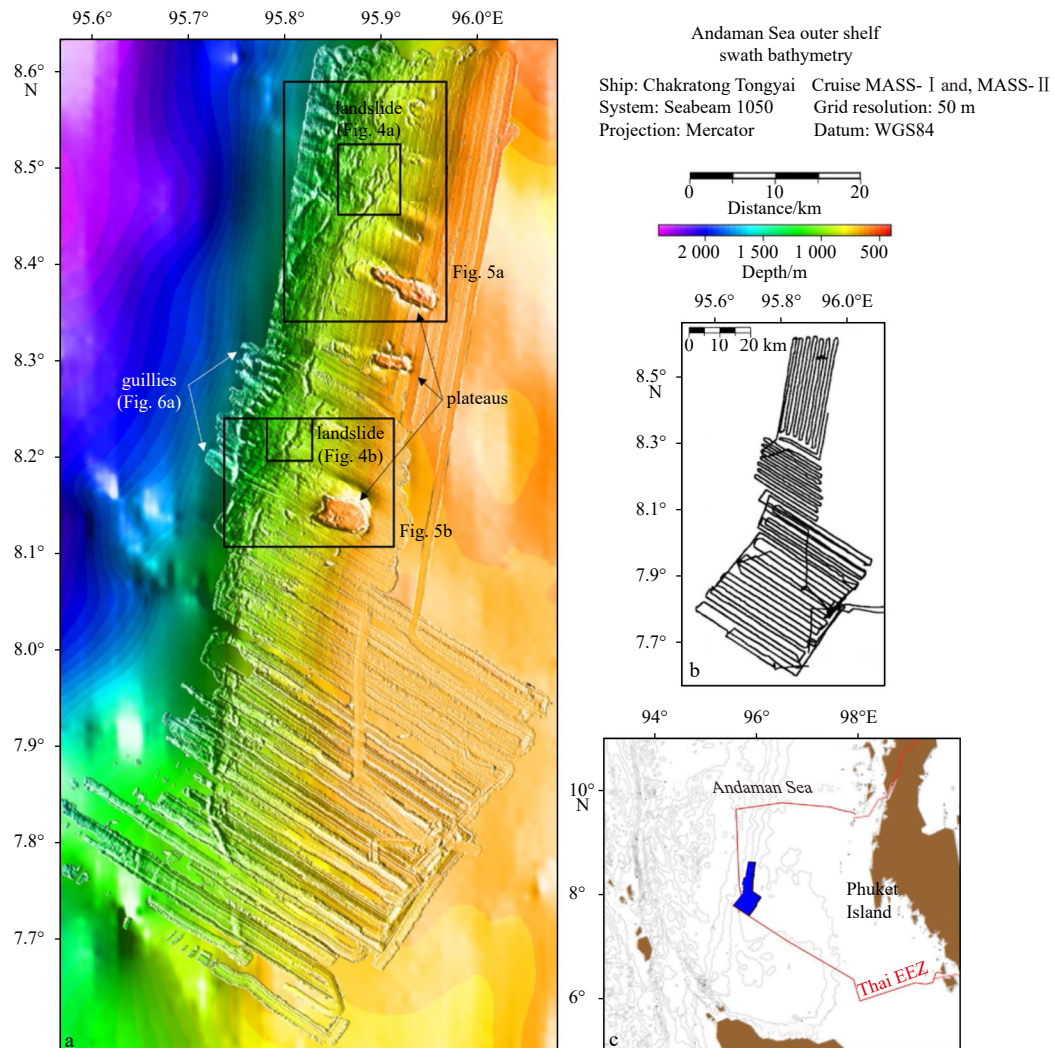 95.6° 95.7° 95.8° 95.9° 96.0°E
8.6°
N
8.5°
8.4°
8.3°
8.2°
8.1°
8.0°
7.9°
7.8°
7.7°
landslide
(Fig. 4a)
Fig. 5a
guillies
(Fig. 6a)
plateaus
landslide
(Fig. 4b)
Fig. 5b
a
Andaman Sea outer shelf
swath bathymetry
Ship: Chakratong Tongyai Cruise MASS-Ⅰ and, MASS-Ⅱ
System: Seabeam 1050 Grid resolution: 50 m
Projection: Mercator Datum: WGS84
0 10 20
Distance/km
2 000 1 500 1 000 500
Depth/m
95.6° 95.8° 96.0°E
0 10 20 km
8.5°
N
8.3°
8.1°
7.9°
7.7°
b
94° 96° 98°E
10°
N
8°
6°
Andaman Sea
Phuket
Island
Thai EEZ
c